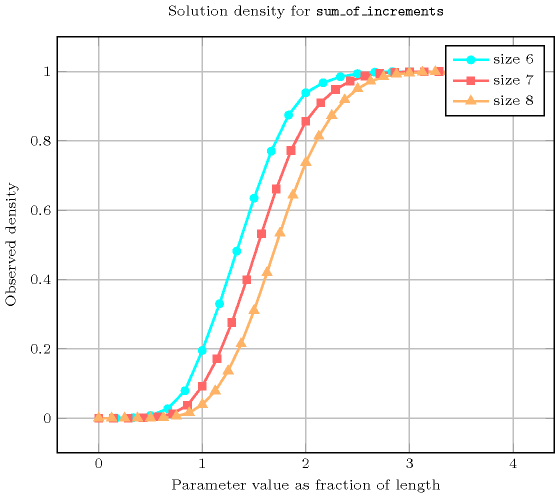 Solution density for sum_of_increments
size 6
size 7
size 8
1
0.8
0.6
0.4
0.2
0
Observed density
0 1 2 3 4
Parameter value as fraction of length